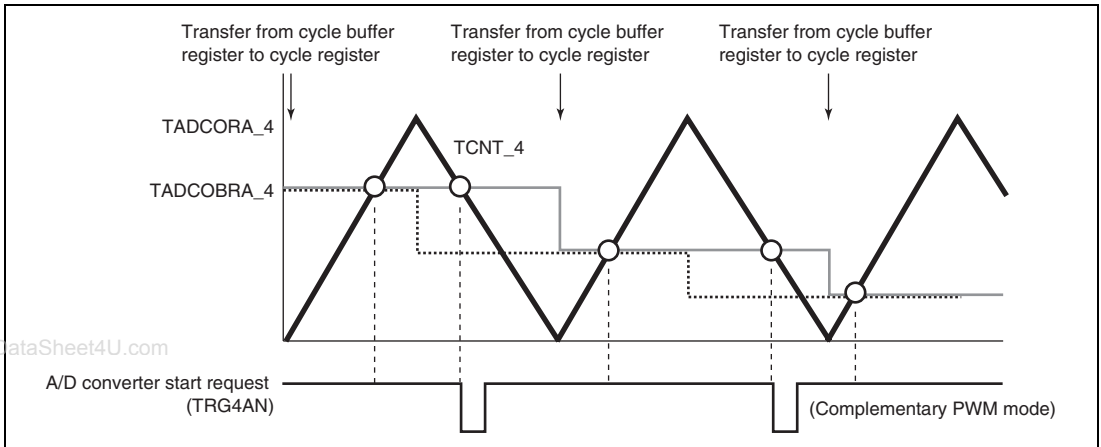 Transfer from cycle buffer
register to cycle register
Transfer from cycle buffer
register to cycle register
Transfer from cycle buffer
register to cycle register
TADCORA_4
TCNT_4
TADCOBRA_4
DataSheet4U.com
A/D converter start request
(TRG4AN)
(Complementary PWM mode)